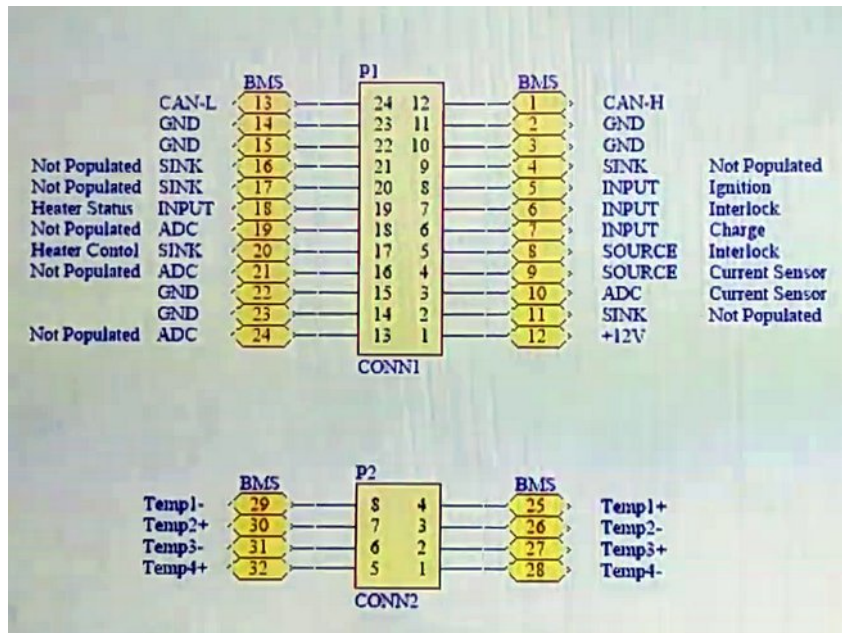 P1
BMS BMS
CAN-L 13 24 12 1 CAN-H
GND 14 23 11 2 GND
GND 15 22 10 3 GND
Not Populated SINK 16 21 9 4 SINK Not Populated
Not Populated SINK 17 20 8 5 INPUT Ignition
Heater Status INPUT 18 19 7 6 INPUT Interlock
Not Populated ADC 19 18 6 7 INPUT Charge
Heater Contol SINK 20 17 5 8 SOURCE Interlock
Not Populated ADC 21 16 4 9 SOURCE Current Sensor
GND 22 15 3 10 ADC Current Sensor
GND 23 14 2 11 SINK Not Populated
Not Populated ADC 24 13 1 12 +12V
CONN1
P2
BMS BMS
Temp1- 29 8 4 25 Temp1+
Temp2+ 30 7 3 26 Temp2-
Temp3- 31 6 2 27 Temp3+
Temp4+ 32 5 1 28 Temp4-
CONN2